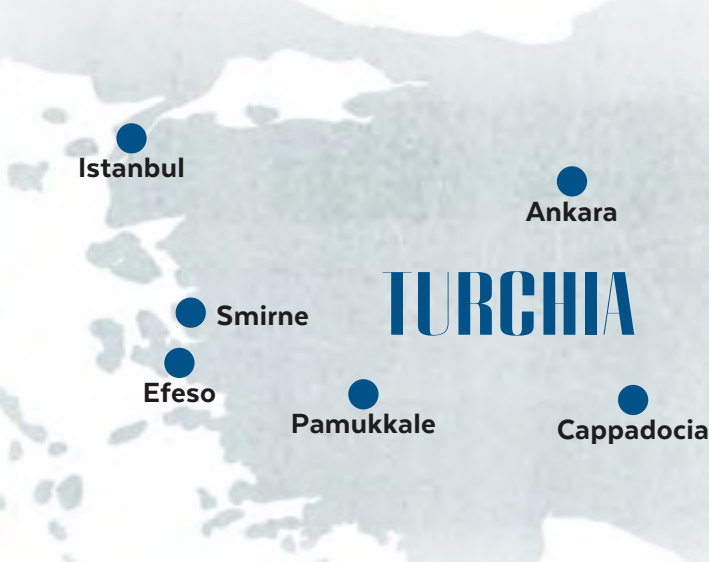 Istanbul
Ankara
TURCHIA
Smirne
Efeso
Pamukkale
Cappadocia